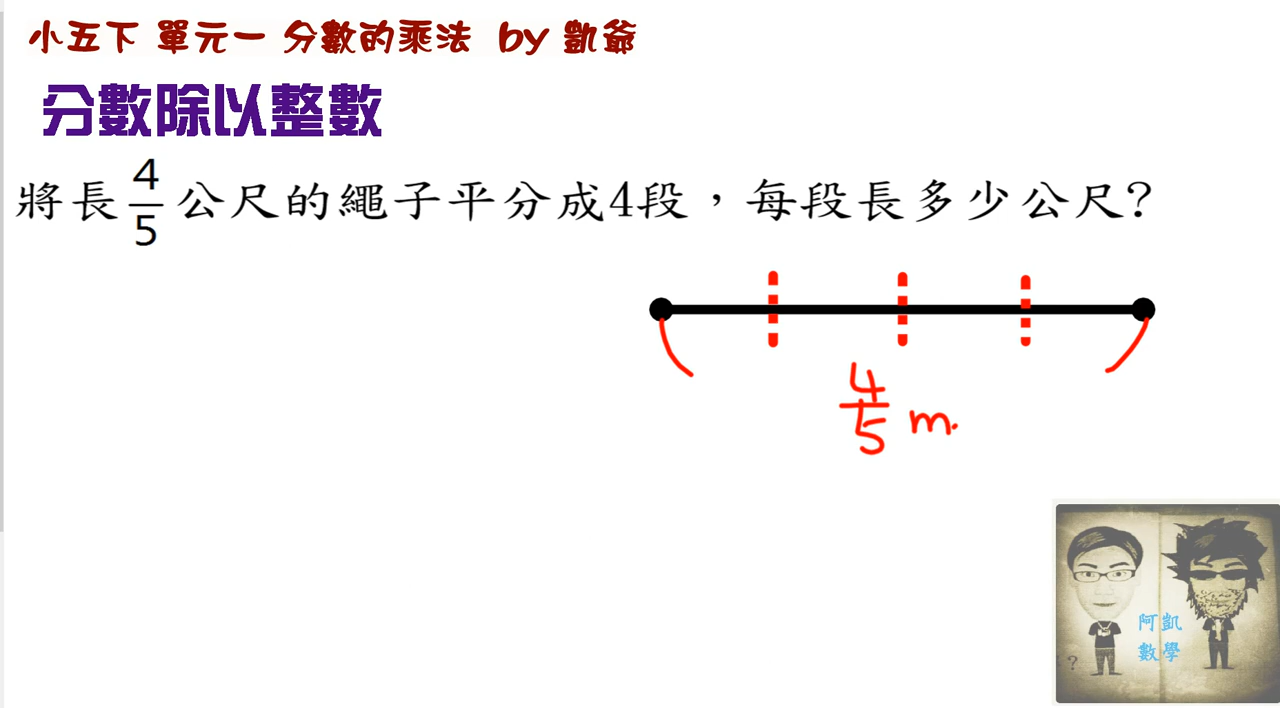 小五下 單元一 分數的乘法 by 凱爺
分數除以整數
將長4/5公尺的繩子平分成4段,每段長多少公尺?
4/5 m.
阿凱
數學
?